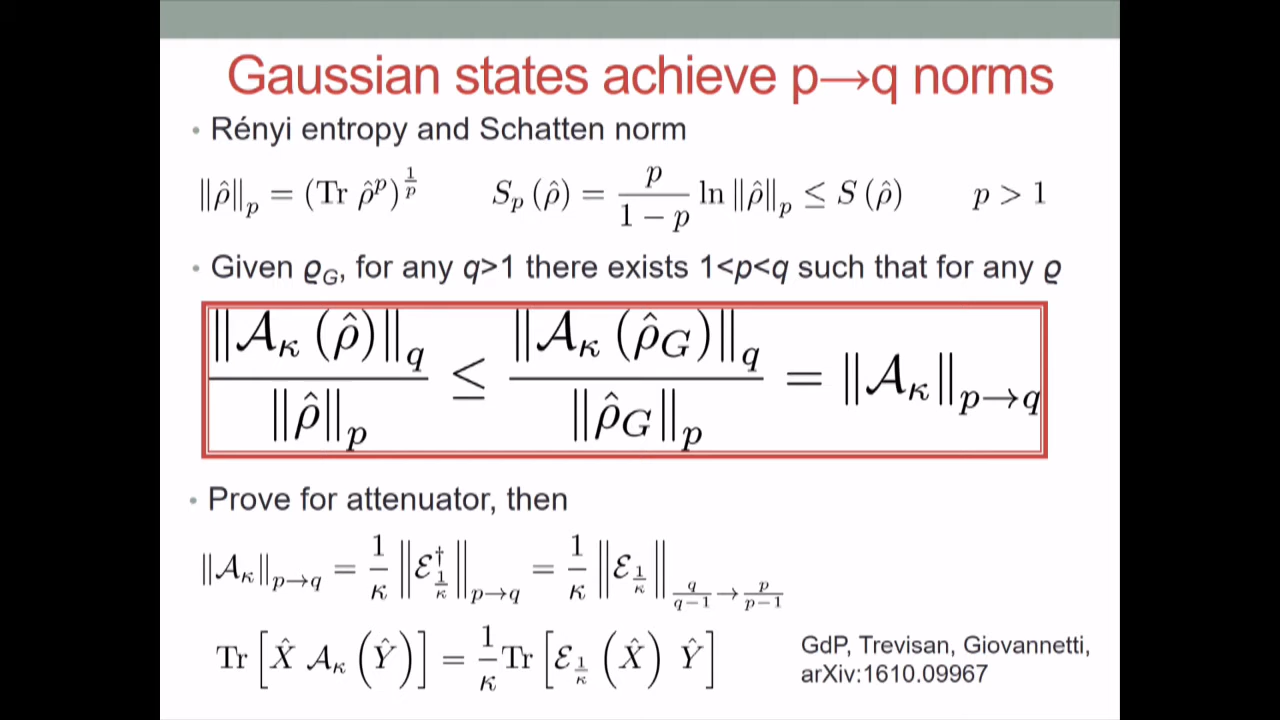 Gaussian states achieve p→q norms
• Rényi entropy and Schatten norm
‖ρ̂‖_p = (Tr ρ̂^p)^{1/p}    S_p(ρ̂) = p/(1−p) ln ‖ρ̂‖_p ≤ S(ρ̂)    p > 1
• Given ϱ_G, for any q>1 there exists 1<p<q such that for any ϱ
‖𝒜_κ(ρ̂)‖_q / ‖ρ̂‖_p ≤ ‖𝒜_κ(ρ̂_G)‖_q / ‖ρ̂_G‖_p = ‖𝒜_κ‖_{p→q}
• Prove for attenuator, then
‖𝒜_κ‖_{p→q} = 1/κ ‖ℰ†_{1/κ}‖_{p→q} = 1/κ ‖ℰ_{1/κ}‖_{q/(q−1)→p/(p−1)}
Tr[X̂ 𝒜_κ(Ŷ)] = 1/κ Tr[ℰ_{1/κ}(X̂) Ŷ]
GdP, Trevisan, Giovannetti,
arXiv:1610.09967